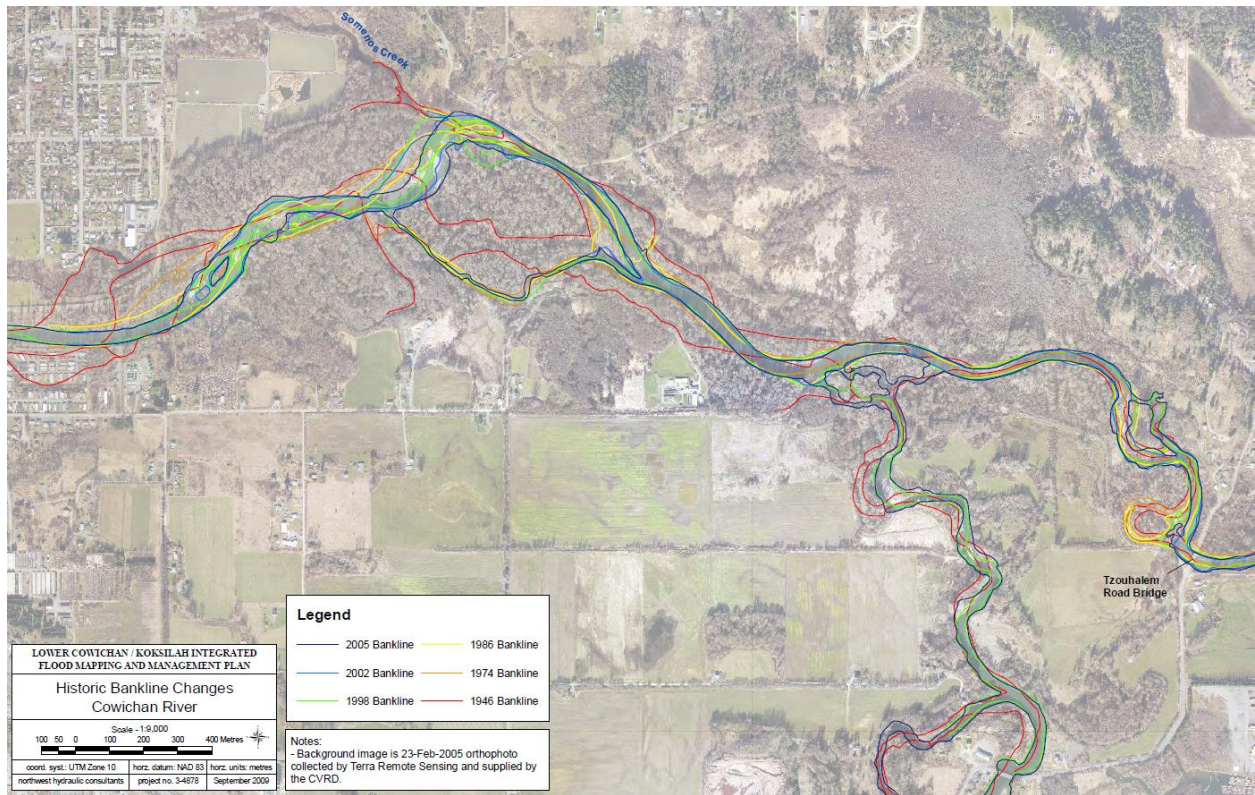 Somenos Creek
Tzouhalem
Road Bridge
Legend
2005 Bankline
1986 Bankline
2002 Bankline
1974 Bankline
1998 Bankline
1946 Bankline
LOWER COWICHAN / KOKSILAH INTEGRATED
FLOOD MAPPING AND MANAGEMENT PLAN
Historic Bankline Changes
Cowichan River
Scale - 1:9,000
100 50 0 100 200 300 400 Metres
coord. syst.: UTM Zone 10 horz. datum: NAD 83 horz. units: metres
northwest hydraulic consultants project no. 3-4878 September 2009
Notes:
- Background image is 23-Feb-2005 orthophoto
collected by Terra Remote Sensing and supplied by
the CVRD.